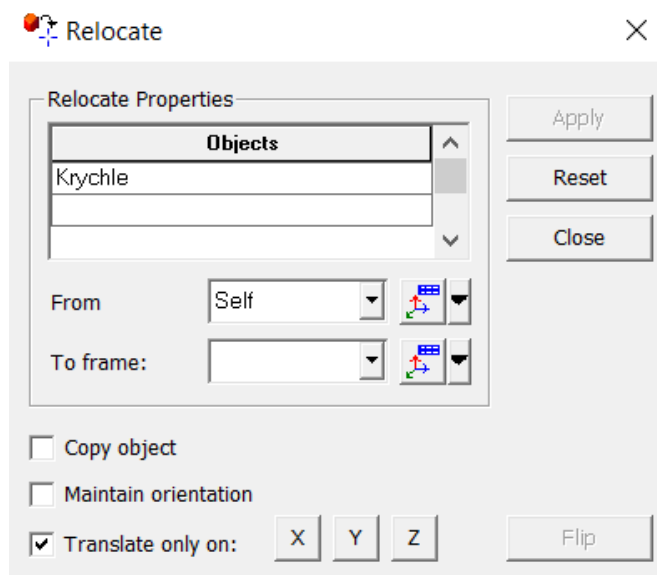 Relocate
Relocate Properties
Objects
Krychle
Apply
Reset
Close
From Self
To frame:
Copy object
Maintain orientation
Translate only on: X Y Z Flip